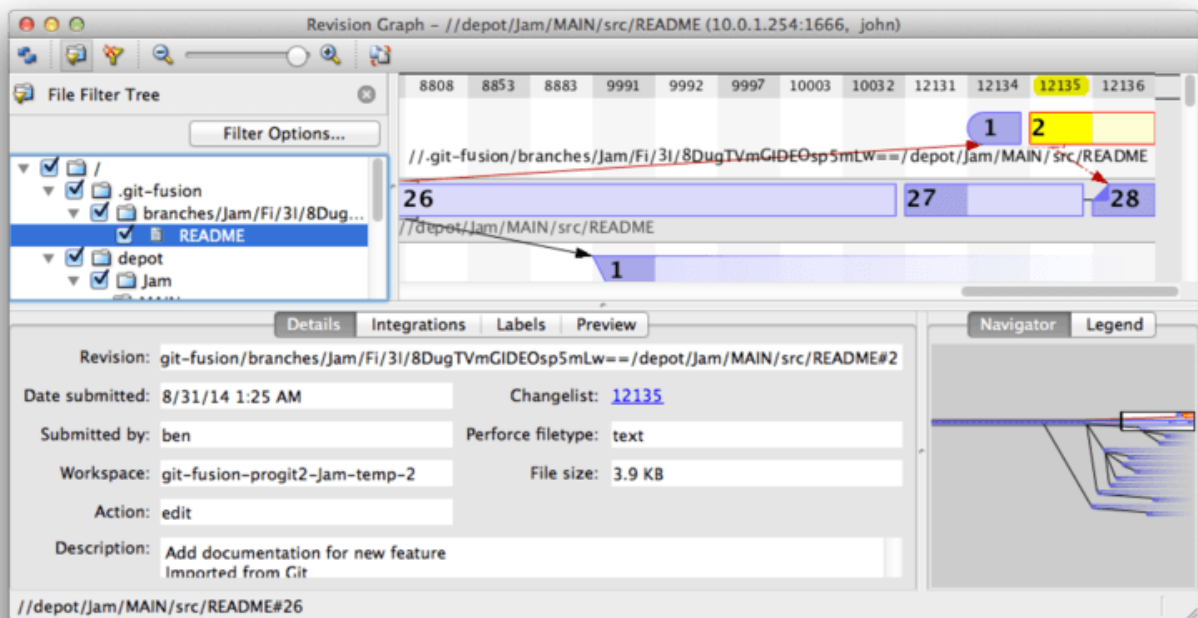 Revision Graph – //depot/Jam/MAIN/src/README (10.0.1.254:1666, john)
File Filter Tree
Filter Options...
/
.git-fusion
branches/Jam/Fi/3I/8Dug...
README
depot
Jam
8808 8853 8883 9991 9992 9997 10003 10032 12131 12134 12135 12136
1 2
//.git-fusion/branches/Jam/Fi/3I/8DugTVmGIDEOsp5mLw==/depot/Jam/MAIN/src/README
26 27 28
//depot/Jam/MAIN/src/README
1
Details Integrations Labels Preview
Navigator Legend
Revision: git-fusion/branches/Jam/Fi/3I/8DugTVmGIDEOsp5mLw==/depot/Jam/MAIN/src/README#2
Date submitted: 8/31/14 1:25 AM Changelist: 12135
Submitted by: ben Perforce filetype: text
Workspace: git-fusion-progit2-Jam-temp-2 File size: 3.9 KB
Action: edit
Description: Add documentation for new feature
Imported from Git
//depot/Jam/MAIN/src/README#26